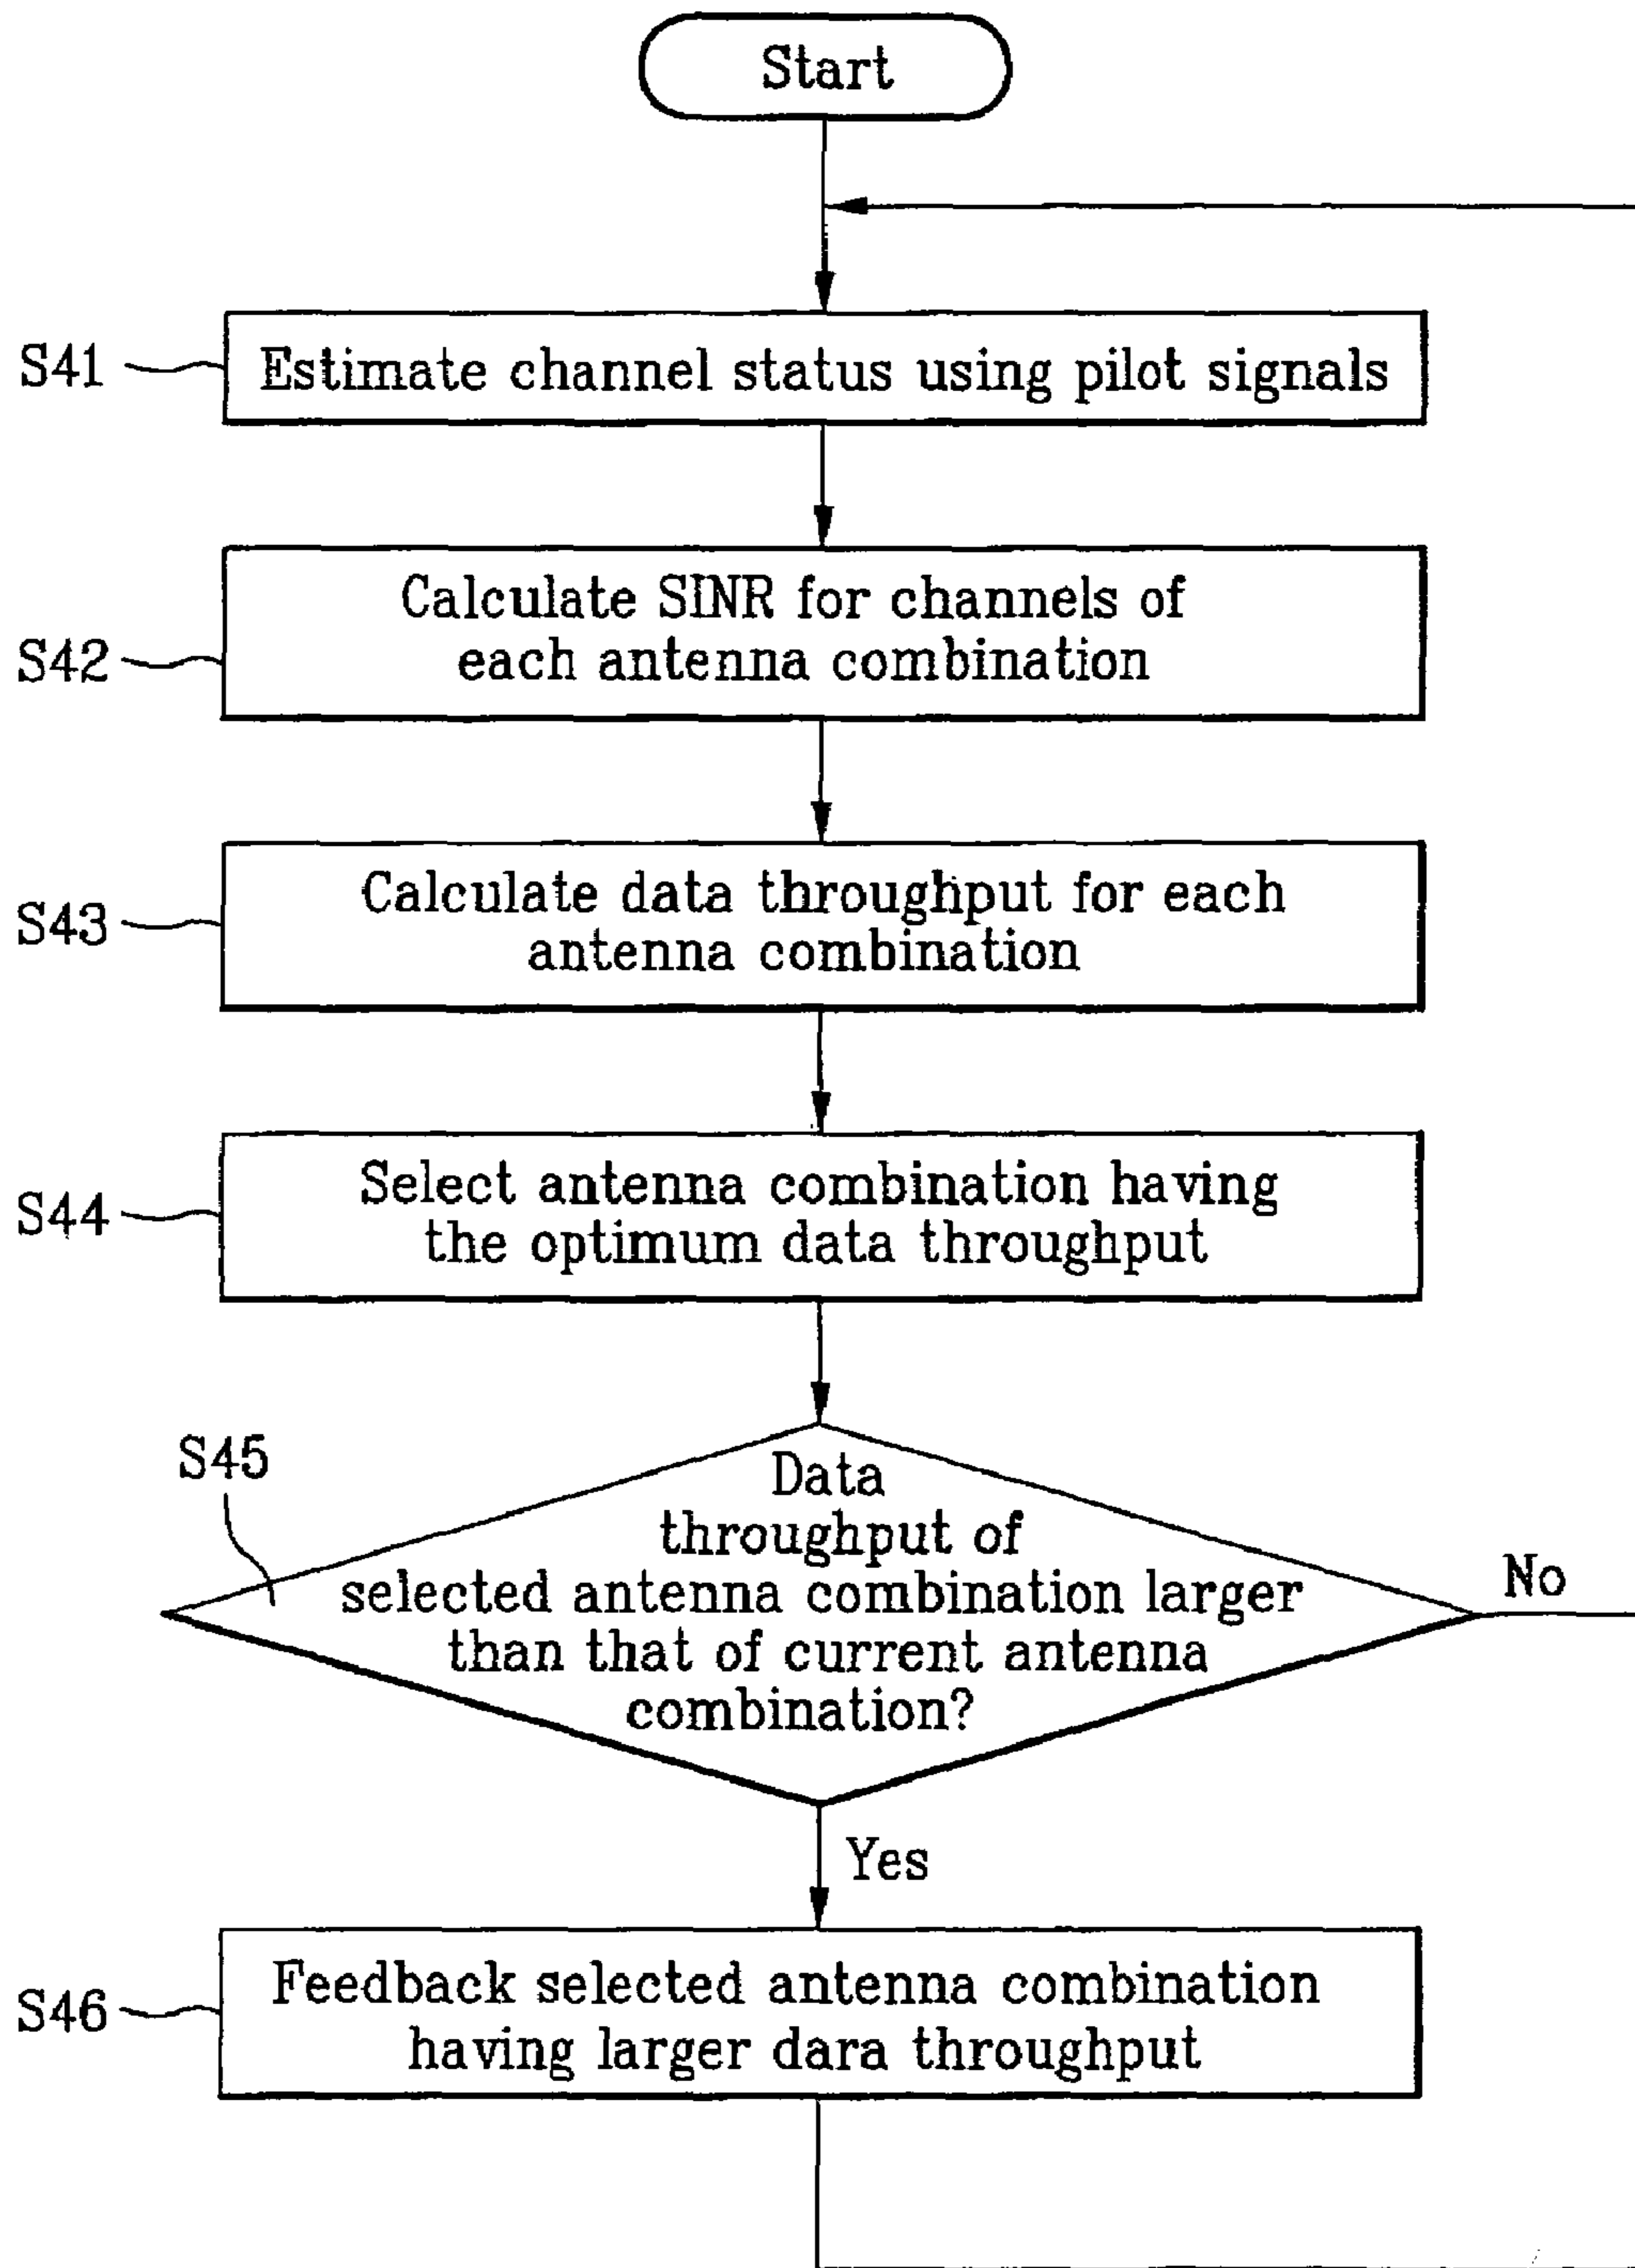 Start
S41
Estimate channel status using pilot signals
S42
Calculate SINR for channels of
each antenna combination
S43
Calculate data throughput for each
antenna combination
S44
Select antenna combination having
the optimum data throughput
S45
Data
throughput of
selected antenna combination larger
than that of current antenna
combination?
No
Yes
S46
Feedback selected antenna combination
having larger dara throughput